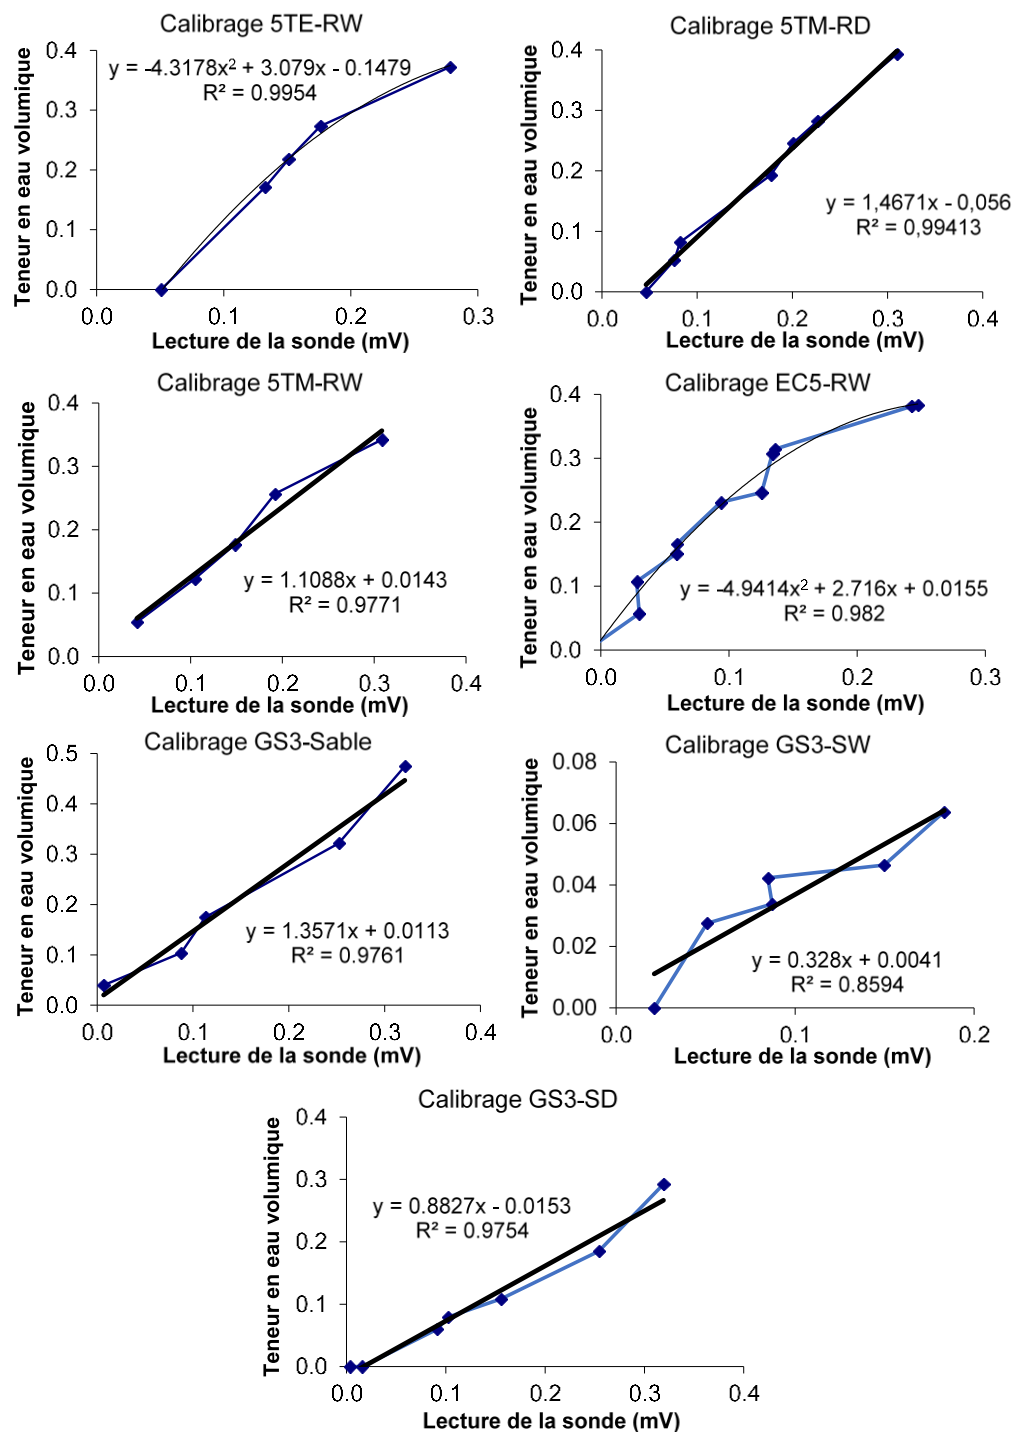 Calibrage 5TE-RW
Teneur en eau volumique
0.4
0.3
0.2
0.1
0.0
y = -4.3178x² + 3.079x - 0.1479
R² = 0.9954
0.0 0.1 0.2 0.3
Lecture de la sonde (mV)
Calibrage 5TM-RD
Teneur en eau volumique
0.4
0.3
0.2
0.1
0.0
y = 1,4671x - 0,056
R² = 0,99413
0.0 0.2 0.4
Lecture de la sonde (mV)
Calibrage 5TM-RW
Teneur en eau volumique
0.4
0.3
0.2
0.1
0.0
y = 1.1088x + 0.0143
R² = 0.9771
0.0 0.1 0.2 0.3 0.4
Lecture de la sonde (mV)
Calibrage EC5-RW
Teneur en eau volumique
0.4
0.3
0.2
0.1
0.0
y = -4.9414x² + 2.716x + 0.0155
R² = 0.982
0.0 0.1 0.2 0.3
Lecture de la sonde (mV)
Calibrage GS3-Sable
Teneur en eau volumique
0.5
0.4
0.3
0.2
0.1
0.0
y = 1.3571x + 0.0113
R² = 0.9761
0.0 0.1 0.2 0.3 0.4
Lecture de la sonde (mV)
Calibrage GS3-SW
Teneur en eau volumique
0.08
0.06
0.04
0.02
0.00
y = 0.328x + 0.0041
R² = 0.8594
0.0 0.1 0.2
Lecture de la sonde (mV)
Calibrage GS3-SD
Teneur en eau volumique
0.4
0.3
0.2
0.1
0.0
y = 0.8827x - 0.0153
R² = 0.9754
0.0 0.1 0.2 0.3 0.4
Lecture de la sonde (mV)